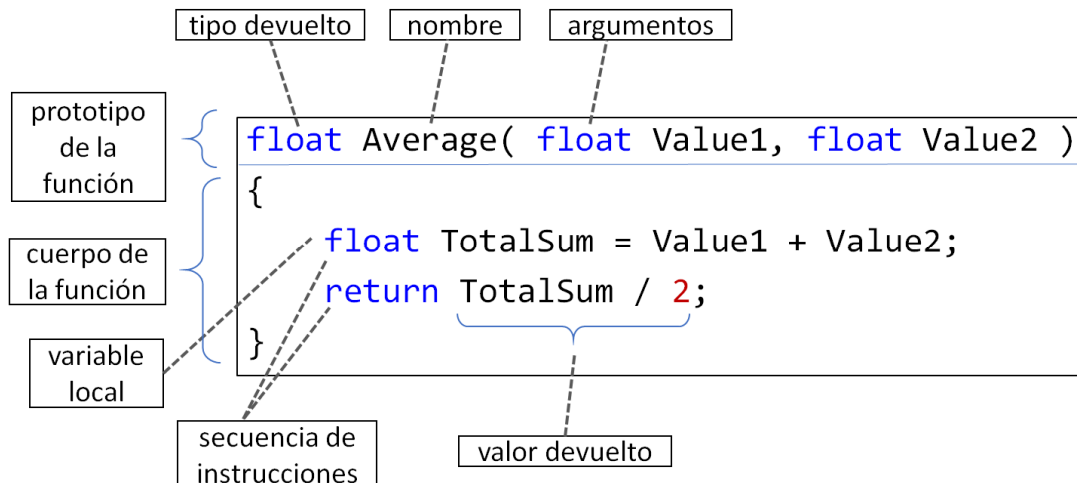 tipo devuelto
nombre
argumentos
prototipo
de la
función
float Average( float Value1, float Value2 )
{
cuerpo de
la función
float TotalSum = Value1 + Value2;
return TotalSum / 2;
}
variable
local
secuencia de
instrucciones
valor devuelto